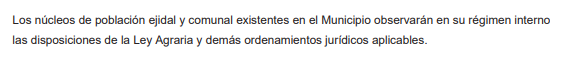 Los núcleos de población ejidal y comunal existentes en el Municipio observarán en su régimen interno
las disposiciones de la Ley Agraria y demás ordenamientos jurídicos aplicables.